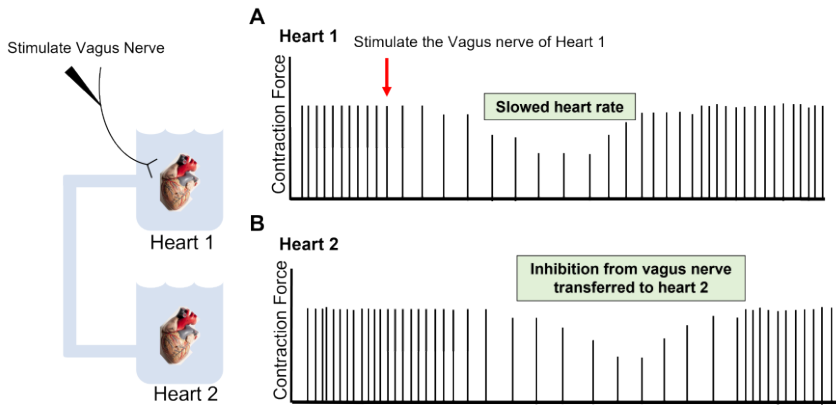 Stimulate Vagus Nerve
Heart 1
Heart 2
A
Heart 1
Stimulate the Vagus nerve of Heart 1
Contraction Force
Slowed heart rate
B
Heart 2
Contraction Force
Inhibition from vagus nerve
transferred to heart 2